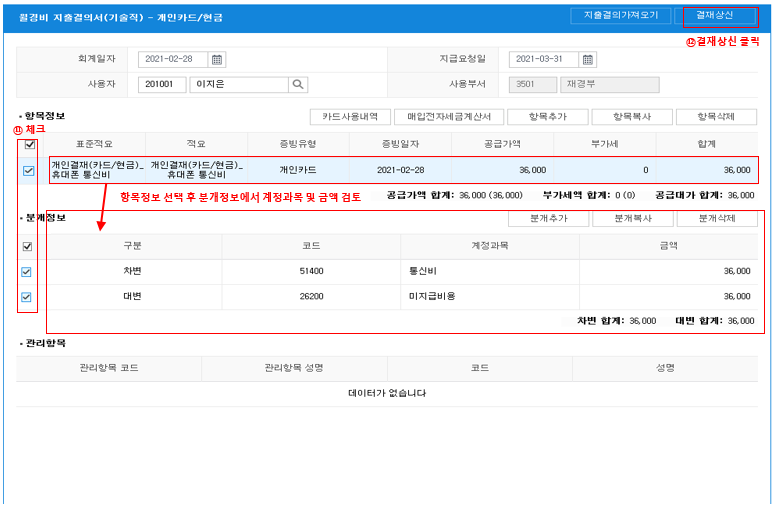 월경비 지출결의서(기술직) - 개인카드/현금
지출결의가져오기
결재상신
⑫결재상신 클릭
회계일자 2021-02-28 지급요청일 2021-03-31
사용자 201001 이지은 사용부서 3501 재경부
• 항목정보
카드사용내역 매입전자세금계산서 항목추가 항목복사 항목삭제
⑪ 체크
표준적요 적요 증빙유형 증빙일자 공급가액 부가세 합계
개인결재(카드/현금)_휴대폰 통신비 개인결재(카드/현금)_휴대폰 통신비 개인카드 2021-02-28 36,000 0 36,000
항목정보 선택 후 분개정보에서 계정과목 및 금액 검토
공급가액 합계: 36,000 (36,000) 부가세액 합계: 0 (0) 공급대가 합계: 36,000
• 분개정보
분개추가 분개복사 분개삭제
구분 코드 계정과목 금액
차변 51400 통신비 36,000
대변 26200 미지급비용 36,000
차변 합계: 36,000 대변 합계: 36,000
• 관리항목
관리항목 코드 관리항목 성명 코드 성명
데이터가 없습니다